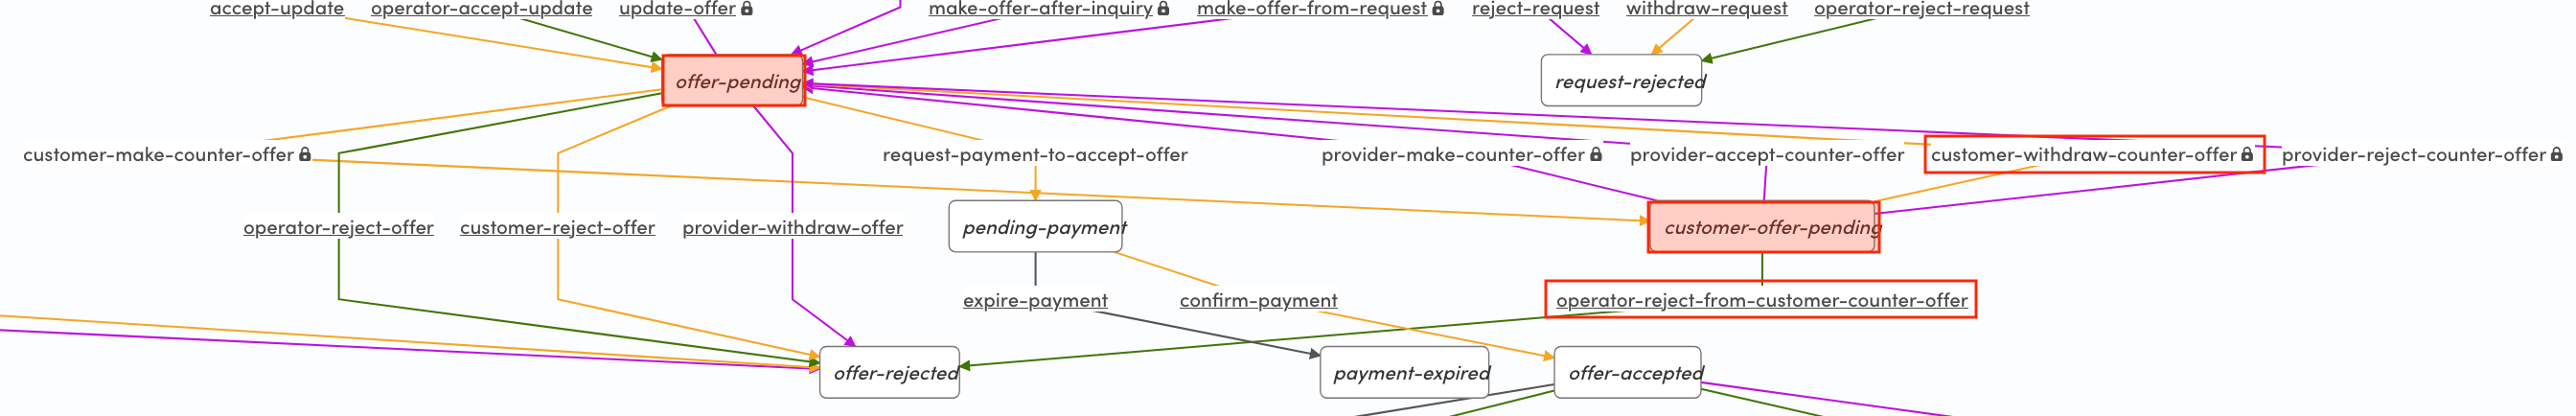 accept-update operator-accept-update update-offer make-offer-after-inquiry make-offer-from-request reject-request withdraw-request operator-reject-request
offer-pending request-rejected
customer-make-counter-offer request-payment-to-accept-offer provider-make-counter-offer provider-accept-counter-offer customer-withdraw-counter-offer provider-reject-counter-offer
operator-reject-offer customer-reject-offer provider-withdraw-offer pending-payment customer-offer-pending
expire-payment confirm-payment operator-reject-from-customer-counter-offer
offer-rejected payment-expired offer-accepted